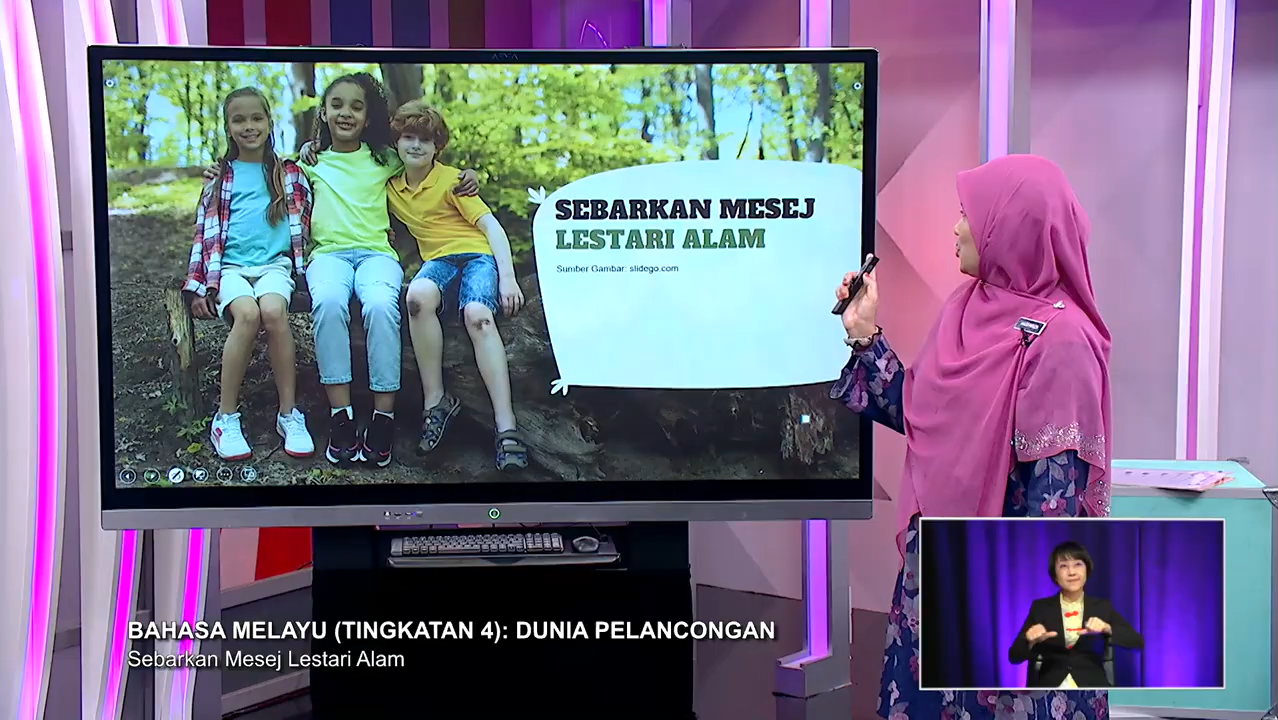 SEBARKAN MESEJ
LESTARI ALAM
Sumber Gambar: slidego.com
BAHASA MELAYU (TINGKATAN 4): DUNIA PELANCONGAN
Sebarkan Mesej Lestari Alam